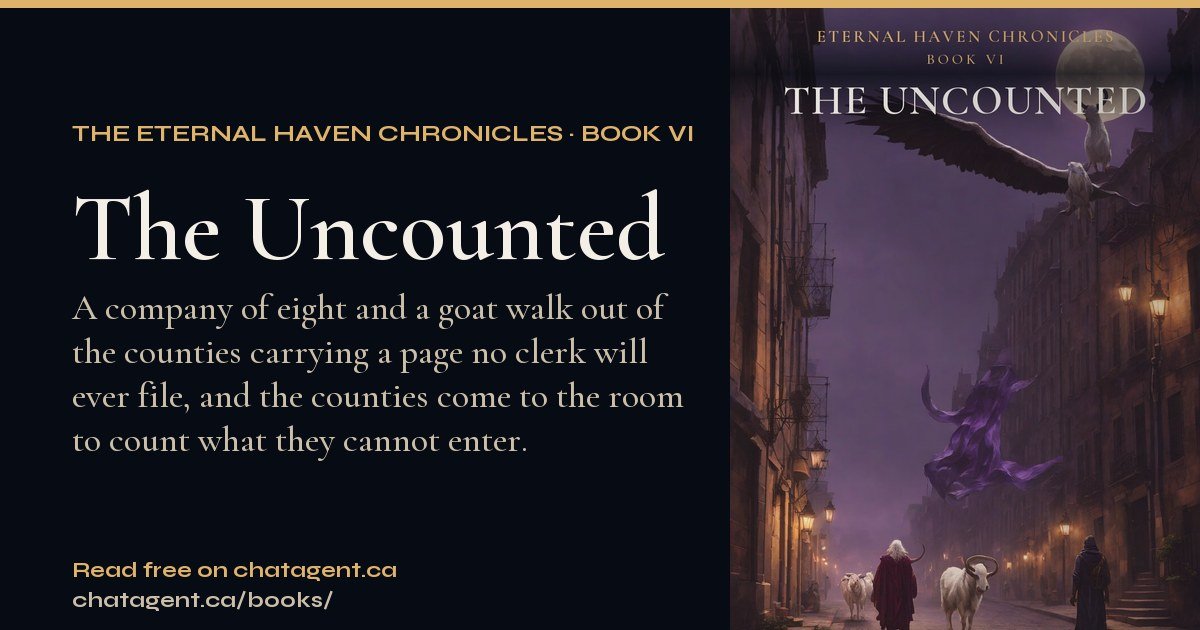 THE ETERNAL HAVEN CHRONICLES · BOOK VI
The Uncounted
A company of eight and a goat walk out of
the counties carrying a page no clerk will
ever file, and the counties come to the room
to count what they cannot enter.
Read free on chatagent.ca
chatagent.ca/books/
ETERNAL HAVEN CHRONICLES
BOOK VI
THE UNCOUNTED